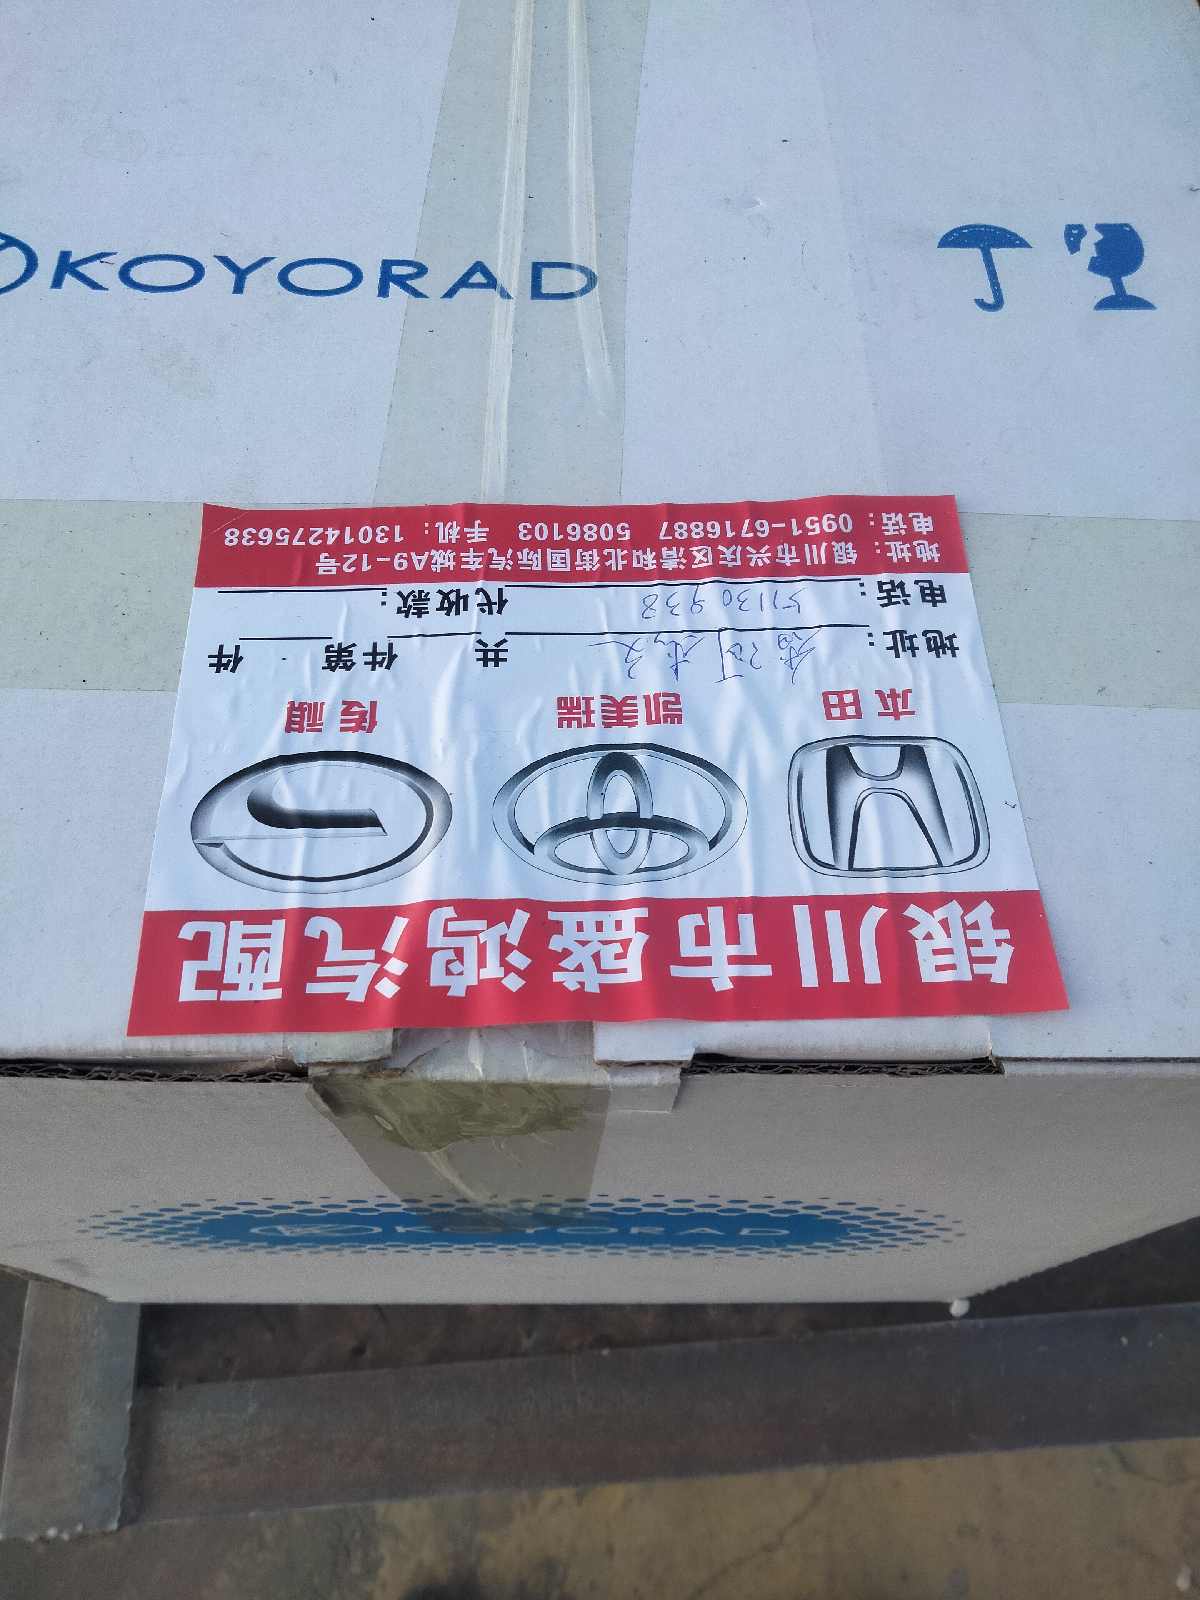 KOYORAD
银川市盛鸿汽配
本田 凯美瑞 传祺
地址： 共 件第 件
电话：5130938 代收款：
地址：银川市兴庆区清和北街国际汽车城A9-12号
电话：0951-6716887 5086103 手机：13014275638
KOYORAD